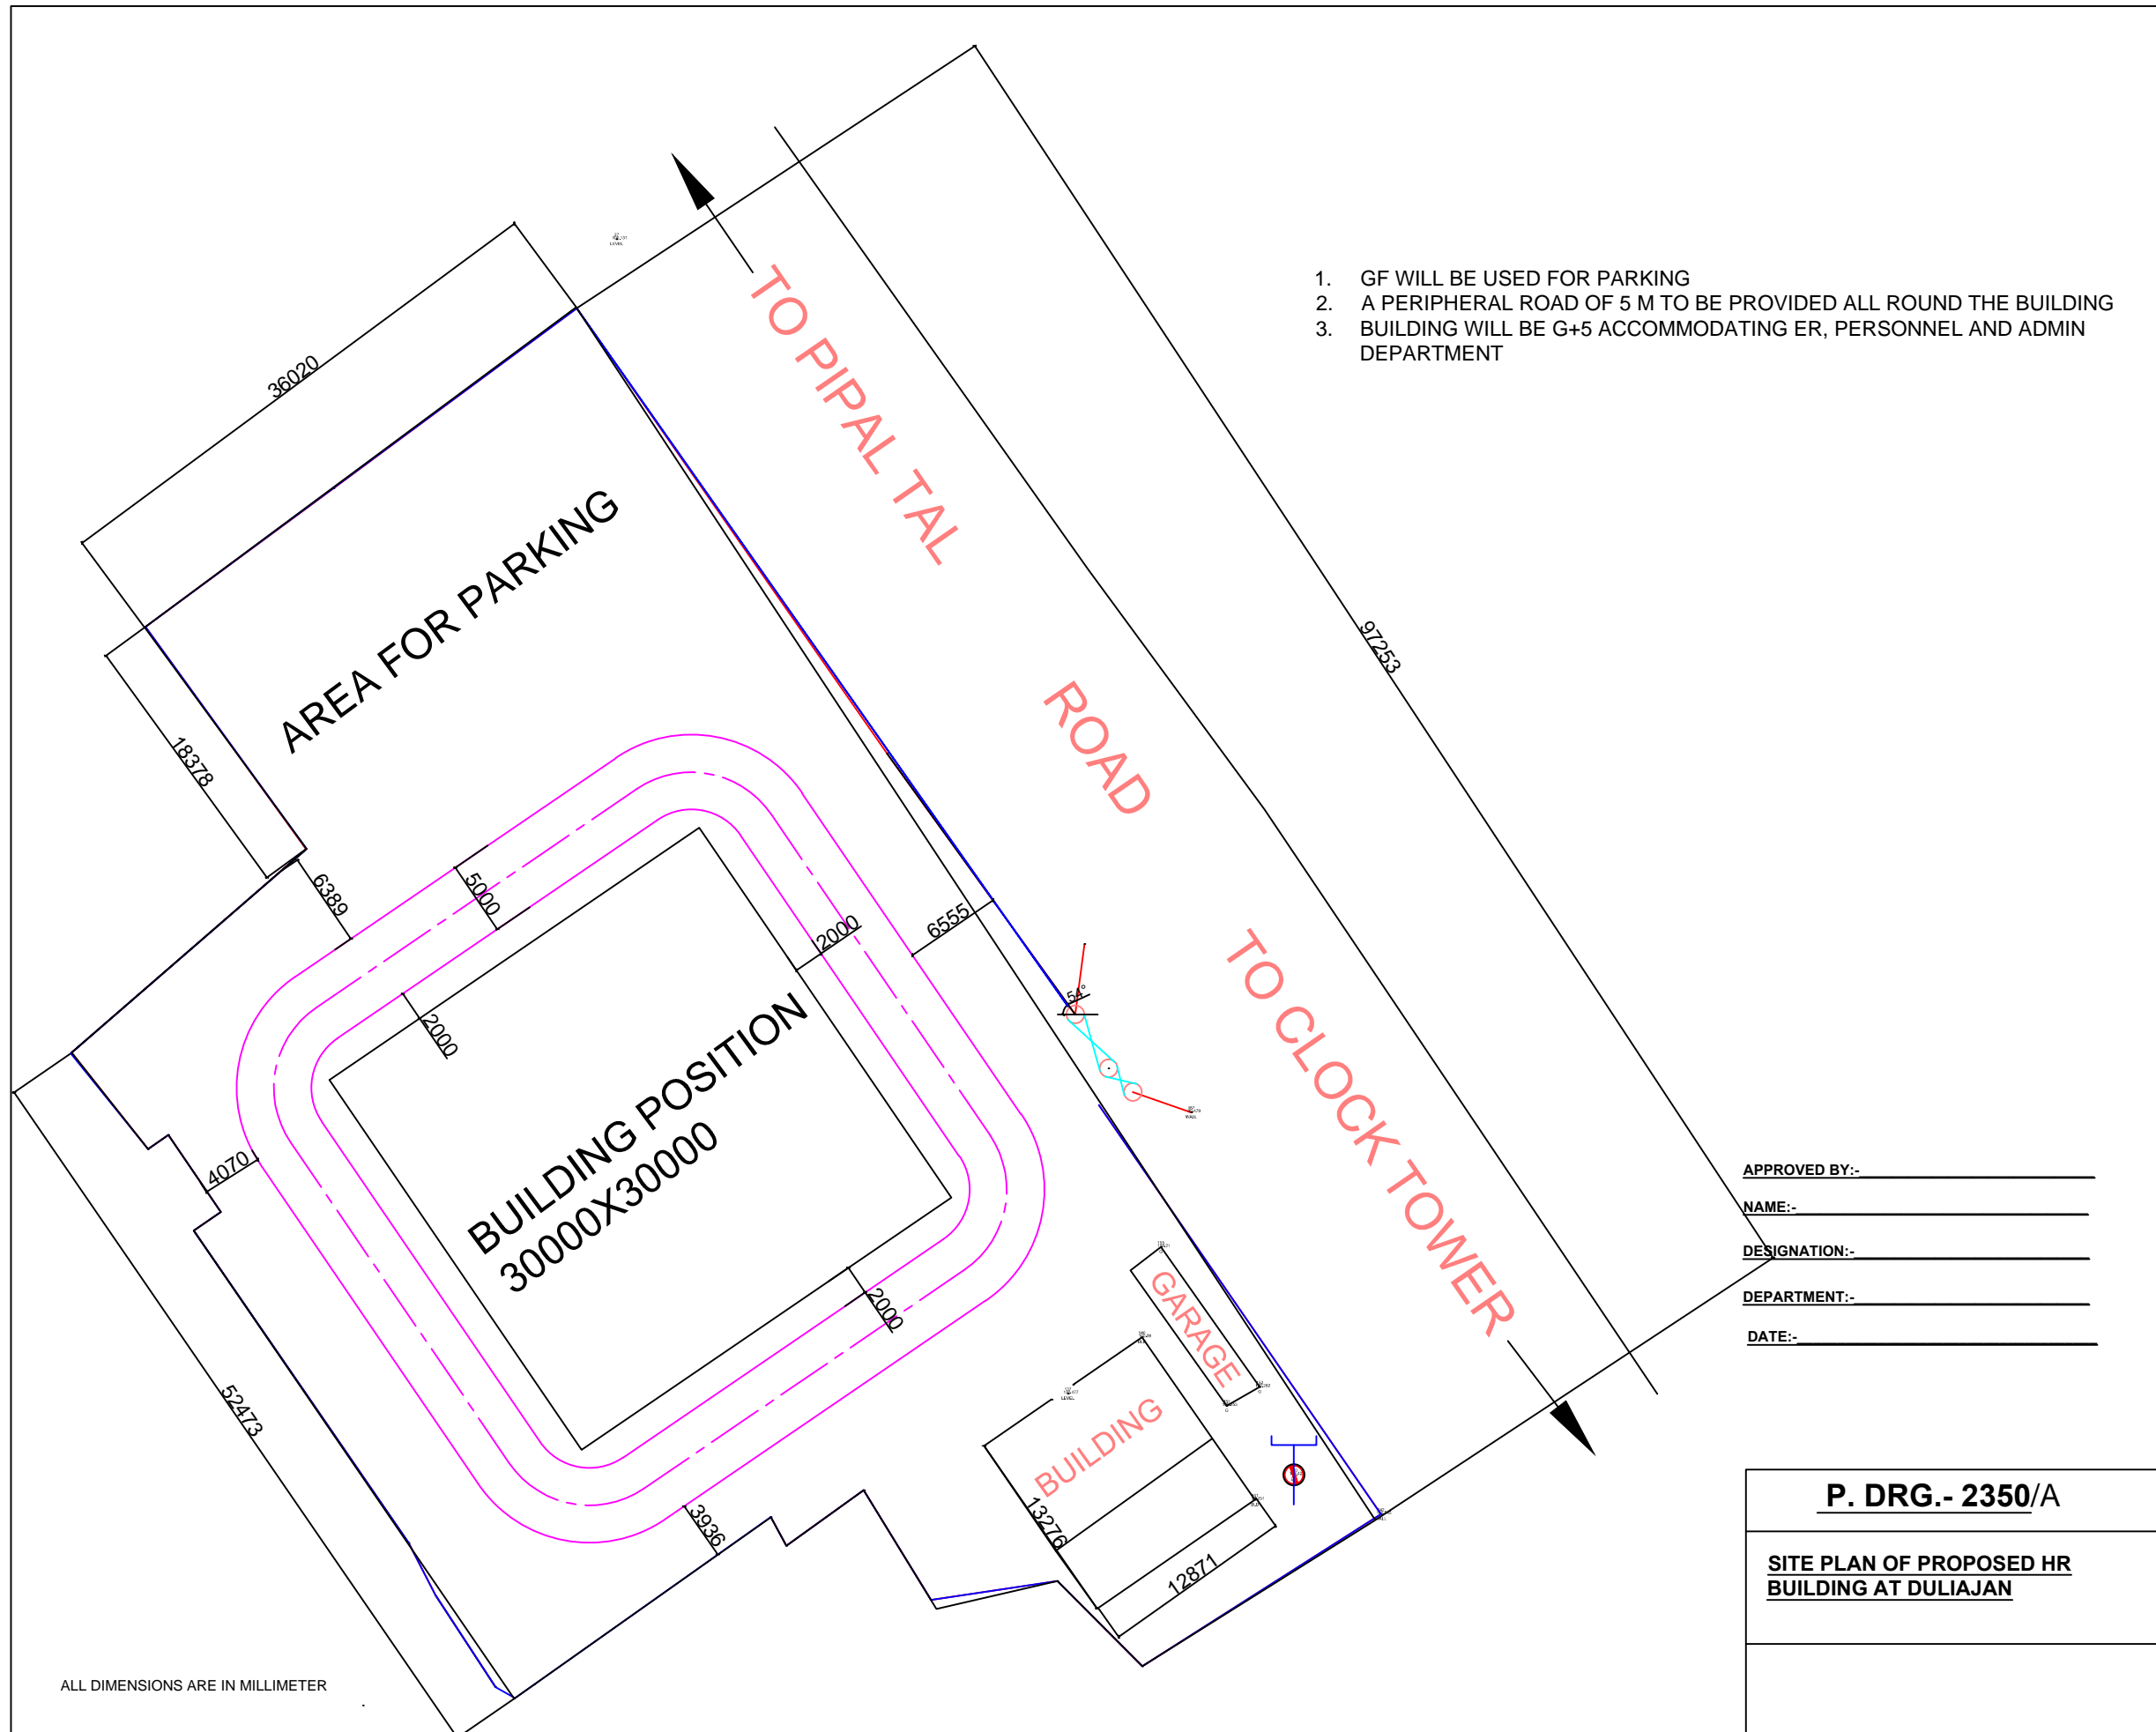 1. GF WILL BE USED FOR PARKING
2. A PERIPHERAL ROAD OF 5 M TO BE PROVIDED ALL ROUND THE BUILDING
3. BUILDING WILL BE G+5 ACCOMMODATING ER, PERSONNEL AND ADMIN
DEPARTMENT
TO PIPAL TAL
ROAD
TO CLOCK TOWER
36020
97253
AREA FOR PARKING
18378
6389
5000
2000
6555
2000
54°
BUILDING POSITION
30000X30000
4070
2000
52473
3936
GARAGE
BUILDING
13276
12871
LEVEL
LEVEL
APPROVED BY:-
NAME:-
DESIGNATION:-
DEPARTMENT:-
DATE:-
P. DRG.- 2350/A
SITE PLAN OF PROPOSED HR
BUILDING AT DULIAJAN
ALL DIMENSIONS ARE IN MILLIMETER